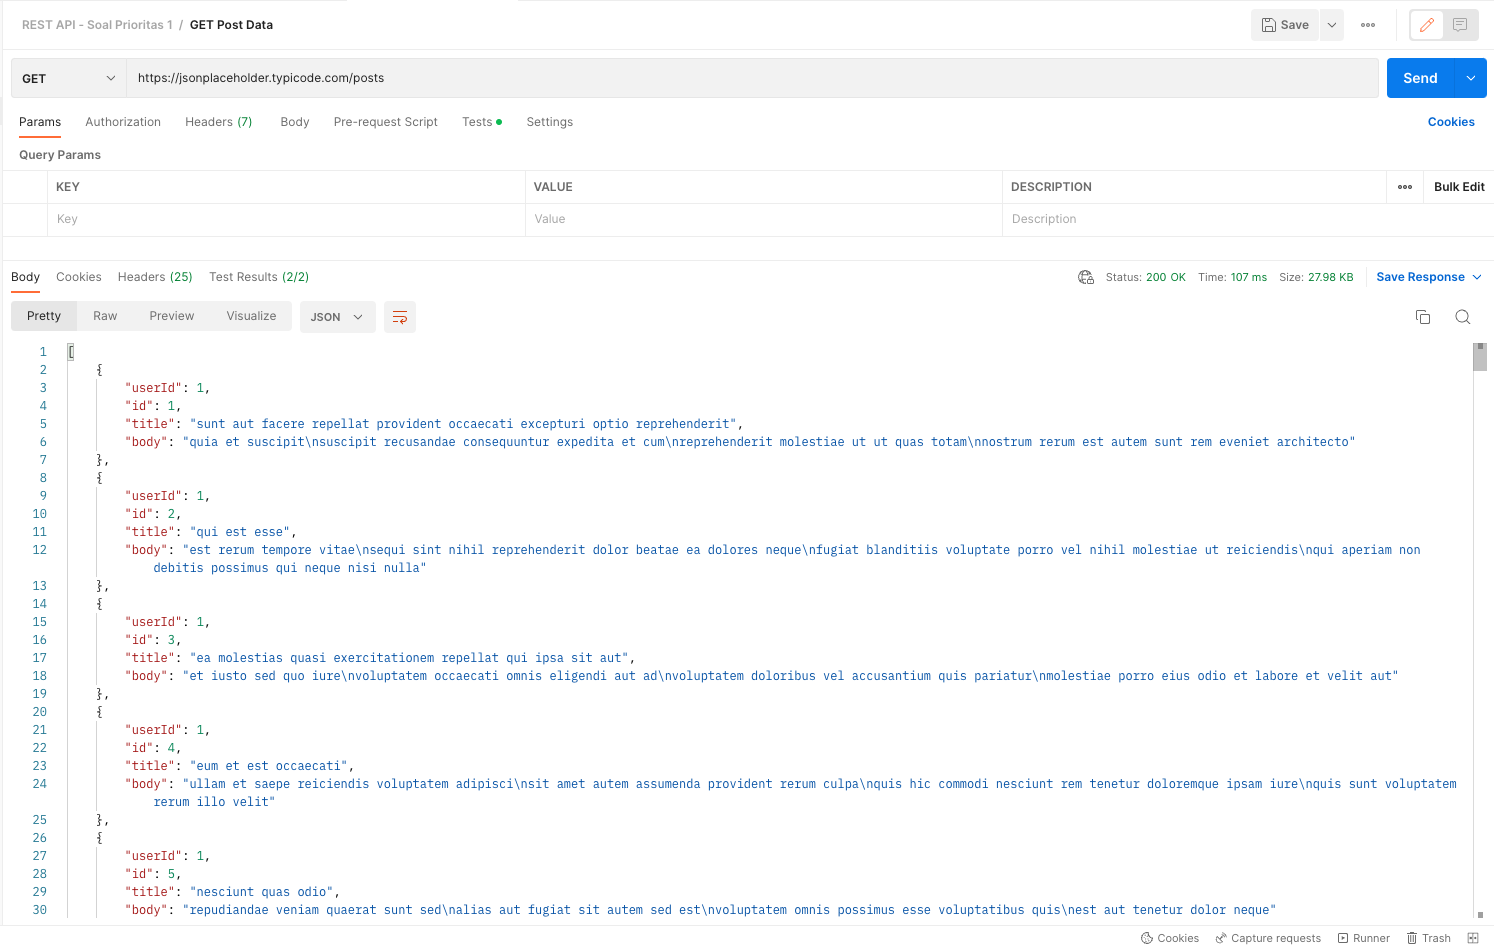 REST API - Soal Prioritas 1 / GET Post Data
Save
GET
https://jsonplaceholder.typicode.com/posts
Send
Params Authorization Headers (7) Body Pre-request Script Tests Settings
Cookies
Query Params
KEY VALUE DESCRIPTION Bulk Edit
Key Value Description
Body Cookies Headers (25) Test Results (2/2)
Status: 200 OK Time: 107 ms Size: 27.98 KB Save Response
Pretty Raw Preview Visualize JSON
1 [
2 {
3 "userId": 1,
4 "id": 1,
5 "title": "sunt aut facere repellat provident occaecati excepturi optio reprehenderit",
6 "body": "quia et suscipit\nsuscipit recusandae consequuntur expedita et cum\nreprehenderit molestiae ut ut quas totam\nnostrum rerum est autem sunt rem eveniet architecto"
7 },
8 {
9 "userId": 1,
10 "id": 2,
11 "title": "qui est esse",
12 "body": "est rerum tempore vitae\nsequi sint nihil reprehenderit dolor beatae ea dolores neque\nfugiat blanditiis voluptate porro vel nihil molestiae ut reiciendis\nqui aperiam non
debitis possimus qui neque nisi nulla"
13 },
14 {
15 "userId": 1,
16 "id": 3,
17 "title": "ea molestias quasi exercitationem repellat qui ipsa sit aut",
18 "body": "et iusto sed quo iure\nvoluptatem occaecati omnis eligendi aut ad\nvoluptatem doloribus vel accusantium quis pariatur\nmolestiae porro eius odio et labore et velit aut"
19 },
20 {
21 "userId": 1,
22 "id": 4,
23 "title": "eum et est occaecati",
24 "body": "ullam et saepe reiciendis voluptatem adipisci\nsit amet autem assumenda provident rerum culpa\nquis hic commodi nesciunt rem tenetur doloremque ipsam iure\nquis sunt voluptatem
rerum illo velit"
25 },
26 {
27 "userId": 1,
28 "id": 5,
29 "title": "nesciunt quas odio",
30 "body": "repudiandae veniam quaerat sunt sed\nalias aut fugiat sit autem sed est\nvoluptatem omnis possimus esse voluptatibus quis\nest aut tenetur dolor neque"
Cookies Capture requests Runner Trash